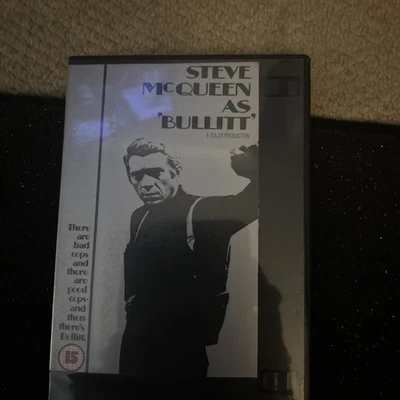 STEVE
McQUEEN
AS
'BULLITT'
A SOLAR PRODUCTION
There
are
bad
cops
and
there
are
good
cops-
and
then
there's
Bullitt.
15